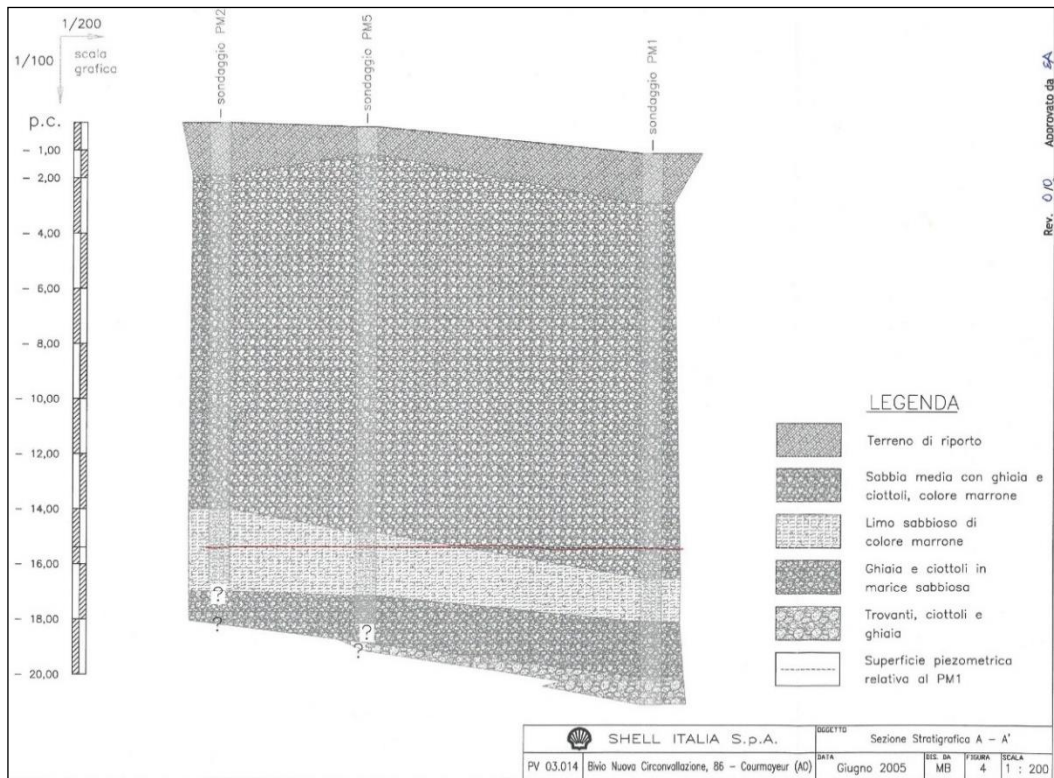 1/200
1/100
scala
grafica
sondaggio PM2
sondaggio PM5
sondaggio PM1
p.c.
- 1,00
- 2,00
- 4,00
- 6,00
- 8,00
- 10,00
- 12,00
- 14,00
- 16,00
- 18,00
- 20,00
?
?
?
?
Rev. 0/0 Approvato da
LEGENDA
Terreno di riporto
Sabbia media con ghiaia e
ciottoli, colore marrone
Limo sabbioso di
colore marrone
Ghiaia e ciottoli in
marice sabbiosa
Trovanti, ciottoli e
ghiaia
Superficie piezometrica
relativa al PM1
SHELL ITALIA S.p.A.
OGGETTO
Sezione Stratigrafica A - A'
PV 03.014
Bivio Nuova Circonvallazione, 86 - Courmayeur (AO)
DATA
Giugno 2005
DIS. DA
MB
FIGURA
4
SCALA
1 : 200